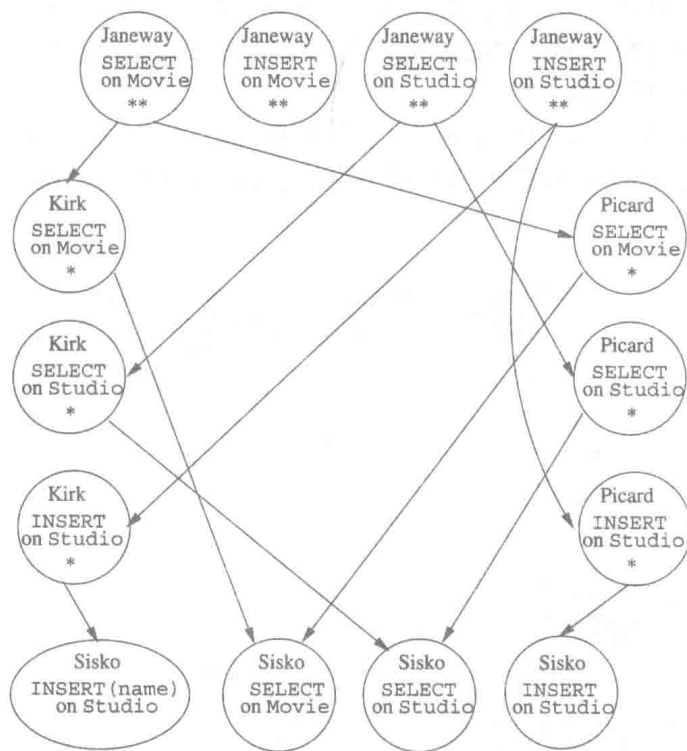 Janeway
SELECT
on Movie
**
Janeway
INSERT
on Movie
**
Janeway
SELECT
on Studio
**
Janeway
INSERT
on Studio
**
Kirk
SELECT
on Movie
*
Picard
SELECT
on Movie
*
Kirk
SELECT
on Studio
*
Picard
SELECT
on Studio
*
Kirk
INSERT
on Studio
*
Picard
INSERT
on Studio
*
Sisko
INSERT(name)
on Studio
Sisko
SELECT
on Movie
Sisko
SELECT
on Studio
Sisko
INSERT
on Studio